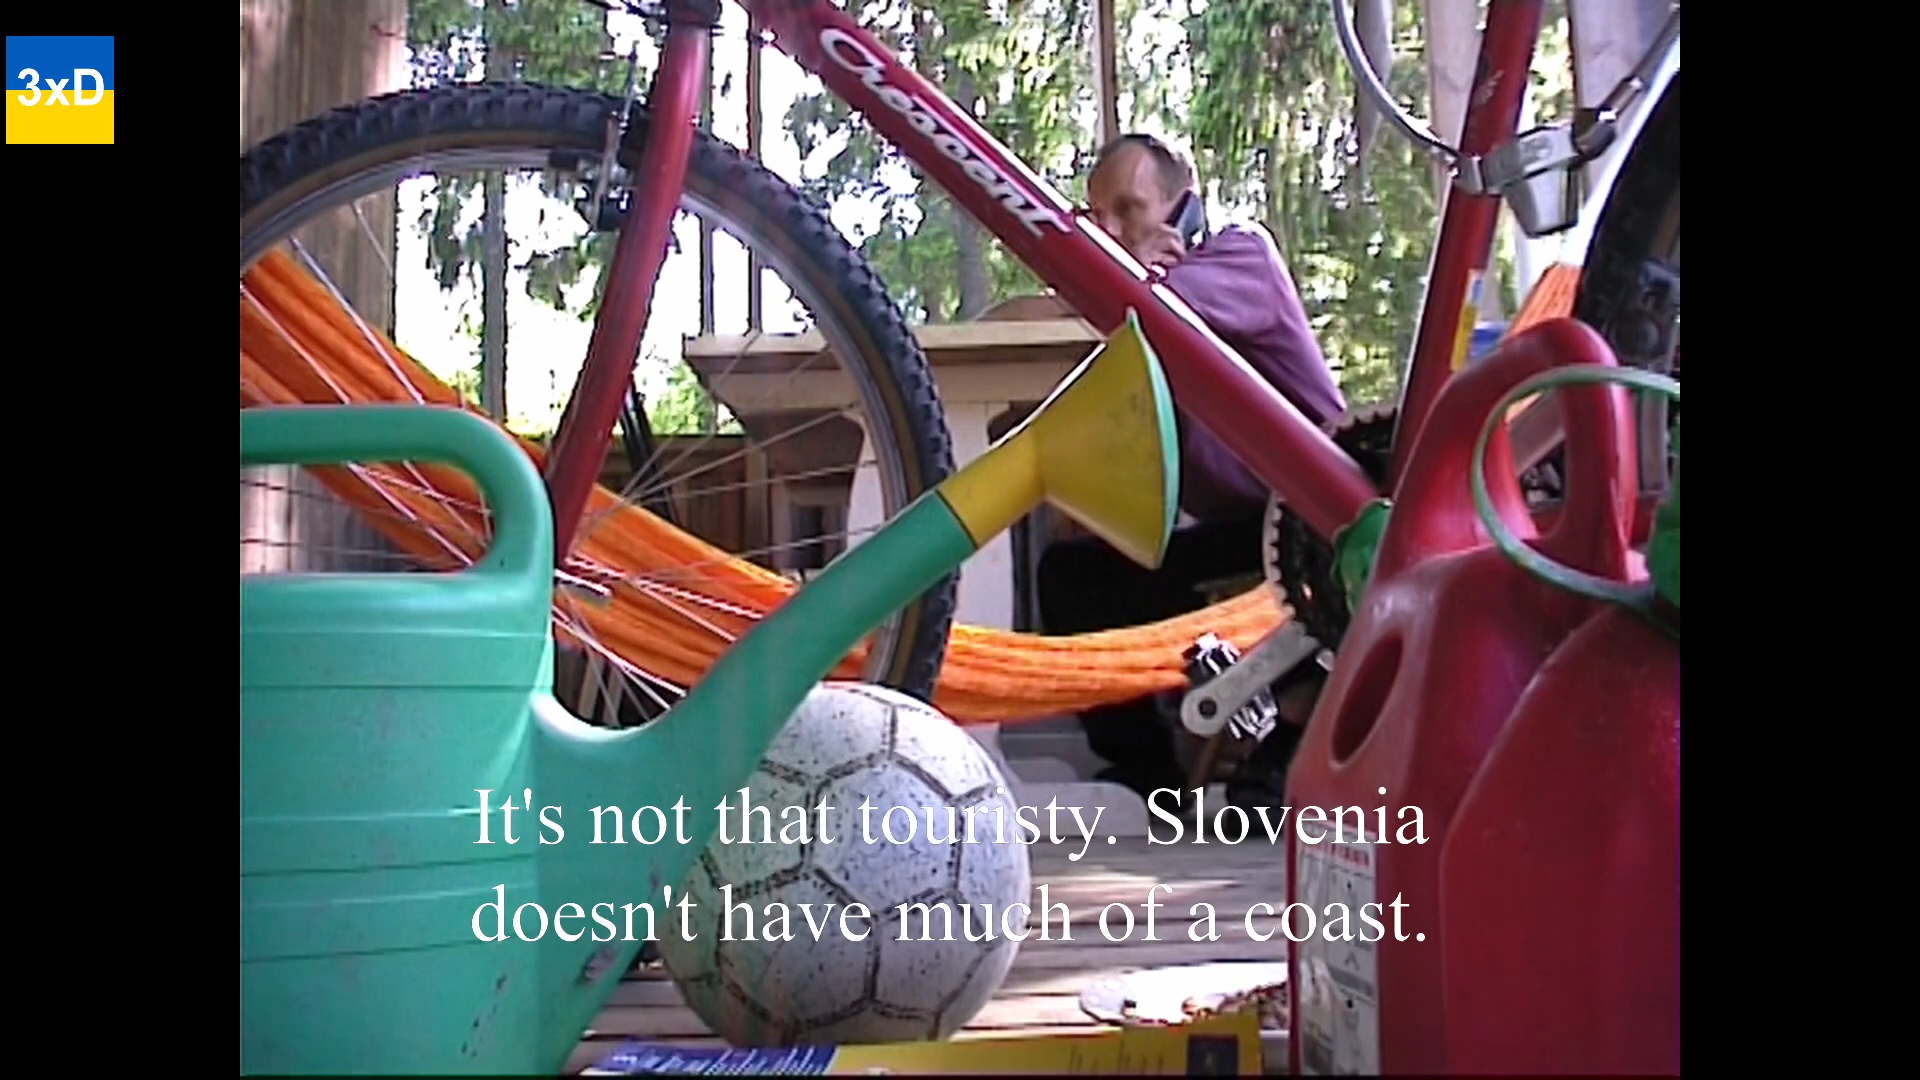 3xD
Crescent
It's not that touristy. Slovenia
doesn't have much of a coast.